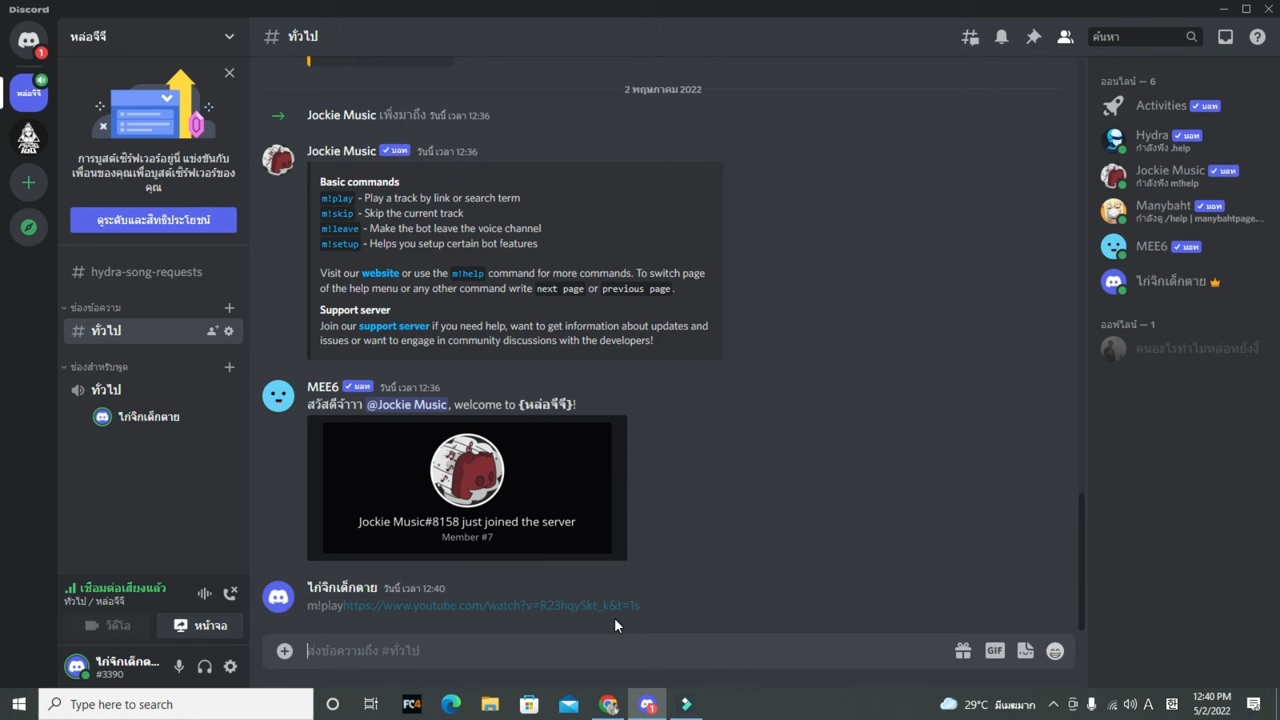 Discord
1
หล่อจีจี
# ทั่วไป
ค้นหา
หล่อจีจี
การบูสต์เซิร์ฟเวอร์อยู่นี่ แข่งขันกับ
เพื่อนของคุณเพื่อบูสต์เซิร์ฟเวอร์ของ
คุณ
ดูระดับและสิทธิประโยชน์
# hydra-song-requests
ช่องข้อความ
# ทั่วไป
ช่องสำหรับพูด
ทั่วไป
ไก่จิกเด็กตาย
เชื่อมต่อเสียงแล้ว
ทั่วไป / หล่อจีจี
วิดีโอ
หน้าจอ
ไก่จิกเด็กต...
#3390
2 พฤษภาคม 2022
Jockie Music เพิ่งมาถึง วันนี้ เวลา 12:36
Jockie Music บอท วันนี้ เวลา 12:36
Basic commands
m!play - Play a track by link or search term
m!skip - Skip the current track
m!leave - Make the bot leave the voice channel
m!setup - Helps you setup certain bot features
Visit our website or use the m!help command for more commands. To switch page
of the help menu or any other command write next page or previous page.
Support server
Join our support server if you need help, want to get information about updates and
issues or want to engage in community discussions with the developers!
MEE6 บอท วันนี้ เวลา 12:36
สวัสดีจ้าาา @Jockie Music, welcome to {หล่อจีจี}!
Jockie Music#8158 just joined the server
Member #7
ไก่จิกเด็กตาย วันนี้ เวลา 12:40
m!playhttps://www.youtube.com/watch?v=R23hqy5kt_k&t=1s
ส่งข้อความถึง #ทั่วไป
GIF
ออนไลน์ — 6
Activities บอท
Hydra บอท
กำลังฟัง .help
Jockie Music บอท
กำลังฟัง m!help
Manybaht บอท
กำลังดู /help | manybahtpage....
MEE6 บอท
ไก่จิกเด็กตาย
ออฟไลน์ — 1
คนอะไรทำไมหล่อหยั่งงี้
Type here to search
FC4
1
29°C มีเมฆมาก
A
12:40 PM
5/2/2022